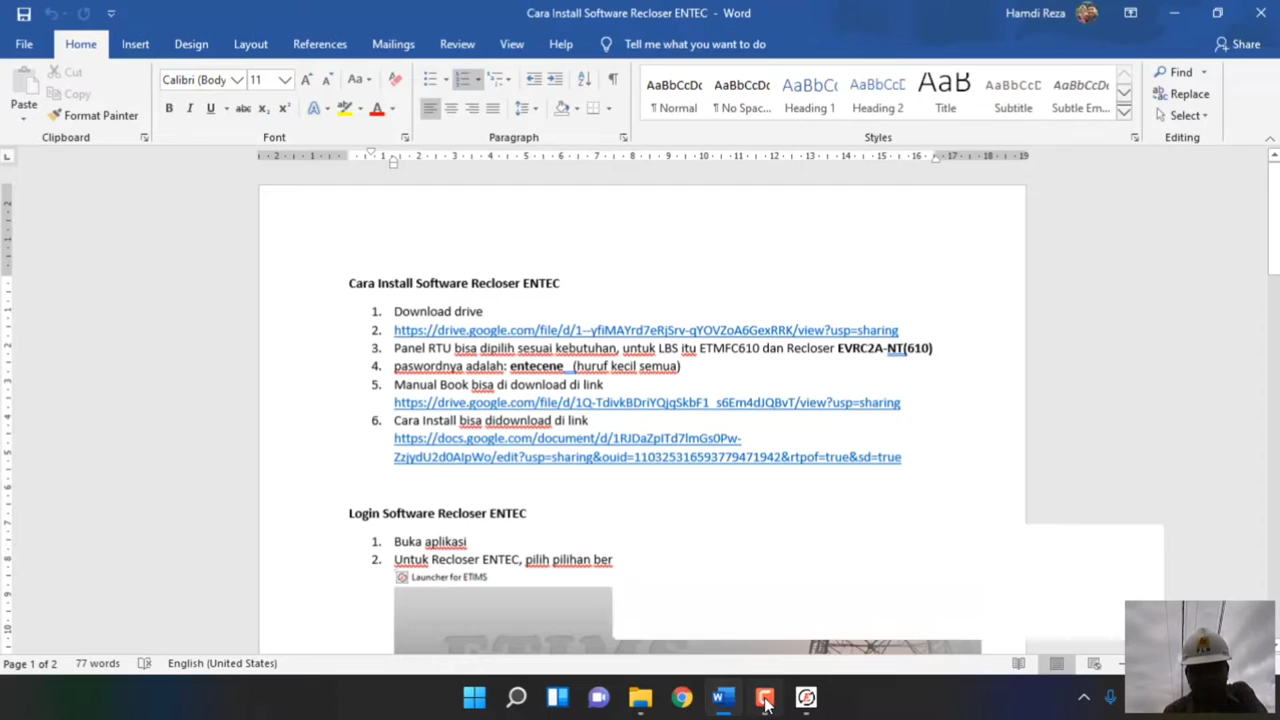 Cara Install Software Recloser ENTEC - Word
Hamdi Reza
File Home Insert Design Layout References Mailings Review View Help Tell me what you want to do Share
Paste
Cut
Copy
Format Painter
Clipboard
Calibri (Body 11
Font
Paragraph
AaBbCcDc AaBbCcDc AaBbCc AaBbCcD AaB AaBbCcD AaBbCcD
¶ Normal ¶ No Spac... Heading 1 Heading 2 Title Subtitle Subtle Em...
Styles
Find
Replace
Select
Editing
Cara Install Software Recloser ENTEC
1. Download drive
2. https://drive.google.com/file/d/1--yfiMAYrd7eRjSrv-qYOVZoA6GexRRK/view?usp=sharing
3. Panel RTU bisa dipilih sesuai kebutuhan, untuk LBS itu ETMFC610 dan Recloser EVRC2A-NT(610)
4. paswordnya adalah: entecene (huruf kecil semua)
5. Manual Book bisa di download di link
https://drive.google.com/file/d/1Q-TdivkBDriYQjqSkbF1_s6Em4dJQBvT/view?usp=sharing
6. Cara Install bisa didownload di link
https://docs.google.com/document/d/1RJDaZpITd7lmGs0Pw-
ZzjydU2d0AIpWo/edit?usp=sharing&ouid=110325316593779471942&rtpof=true&sd=true
Login Software Recloser ENTEC
1. Buka aplikasi
2. Untuk Recloser ENTEC, pilih pilihan ber
Launcher for ETIMS
ETIMS
Page 1 of 2 77 words English (United States)